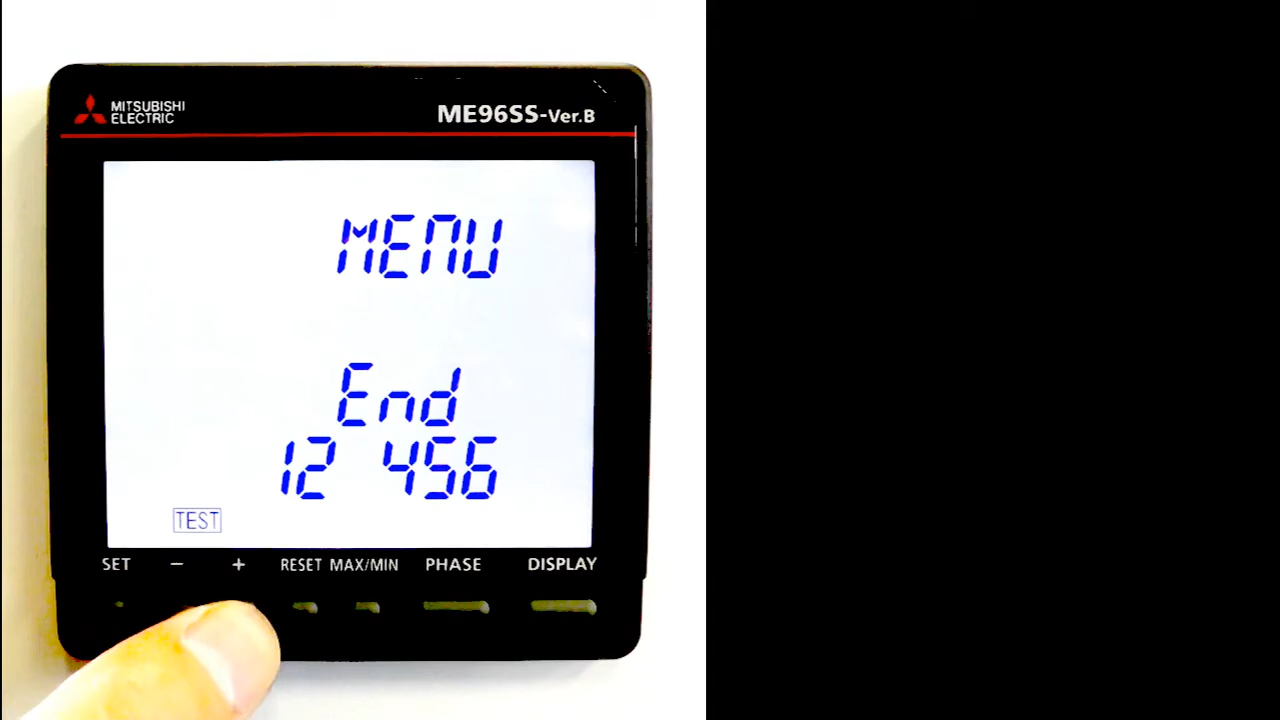 MITSUBISHI
ELECTRIC
ME96SS-Ver.B
MENU
End
12 456
TEST
SET − + RESET MAX/MIN PHASE DISPLAY